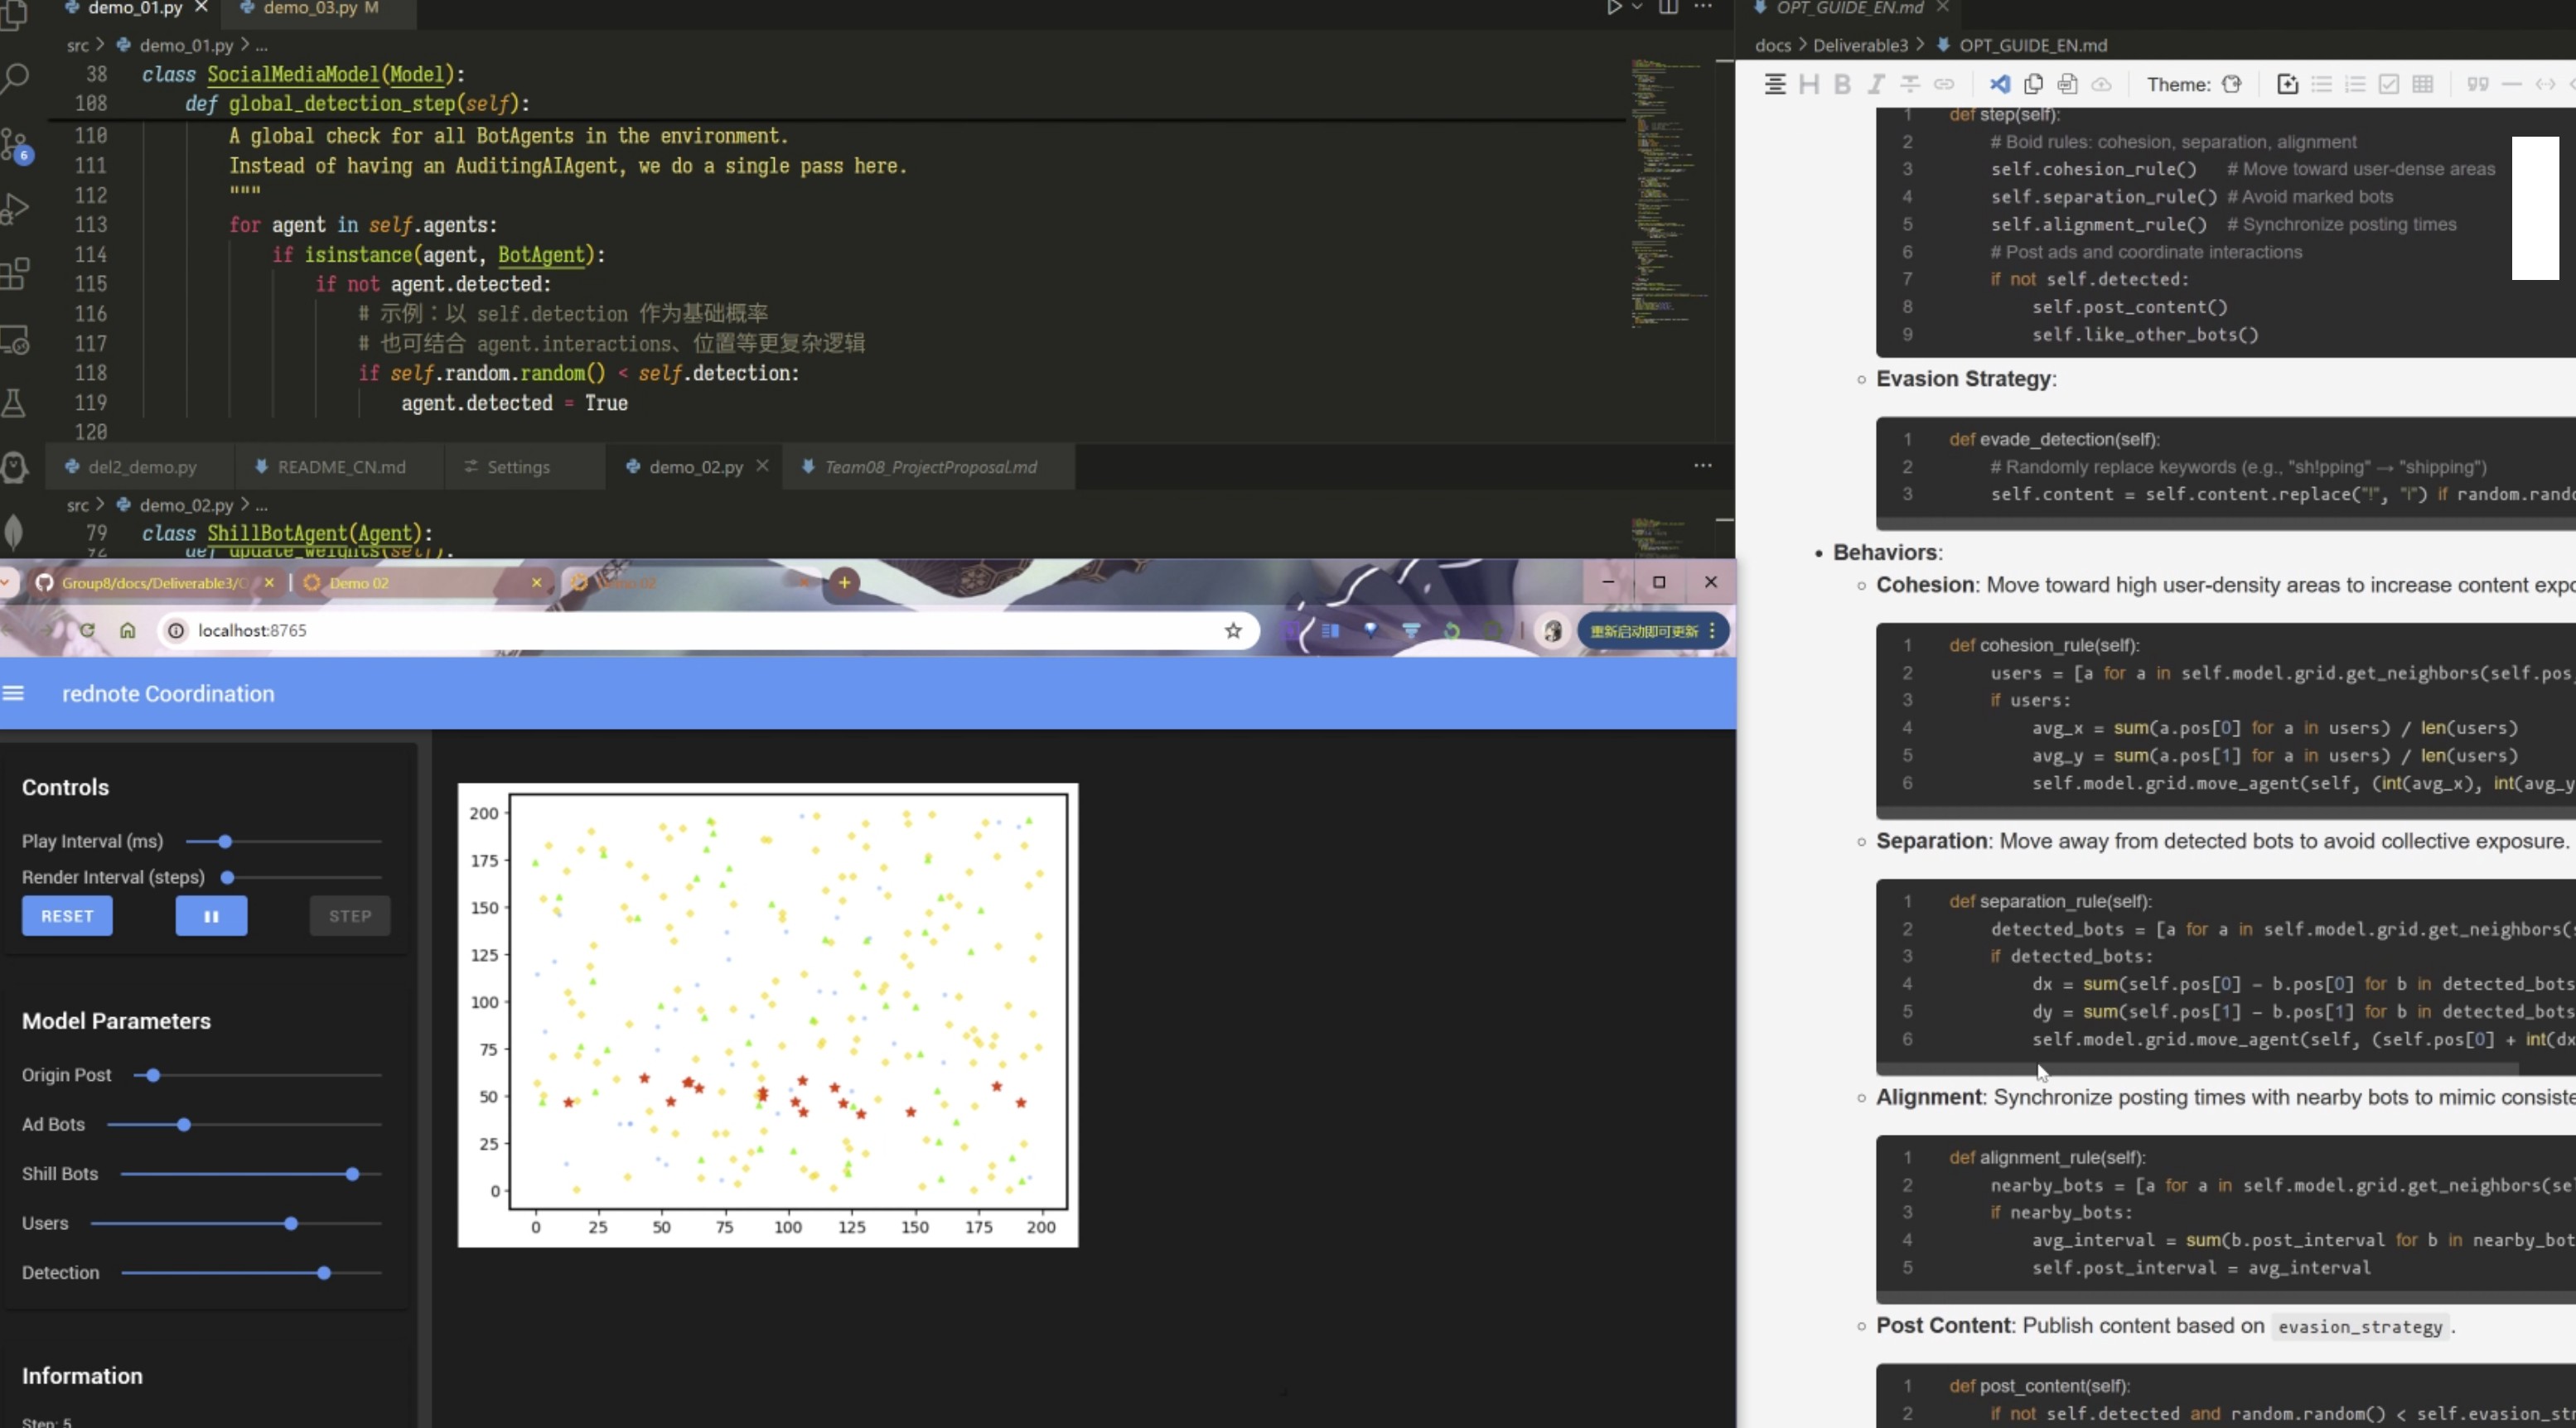 demo_01.py
demo_03.py M
src > demo_01.py > ...
38 class SocialMediaModel(Model):
108 def global_detection_step(self):
110 A global check for all BotAgents in the environment.
111 Instead of having an AuditingAIAgent, we do a single pass here.
112 """
113 for agent in self.agents:
114 if isinstance(agent, BotAgent):
115 if not agent.detected:
116 # 示例：以 self.detection 作为基础概率
117 # 也可结合 agent.interactions、位置等更复杂逻辑
118 if self.random.random() < self.detection:
119 agent.detected = True
120
6
del2_demo.py README_CN.md Settings demo_02.py Team08_ProjectProposal.md
src > demo_02.py > ...
79 class ShillBotAgent(Agent):
92 def update_weights(self):
Group8/docs/Deliverable3/
Demo 02
localhost:8765
重新启动即可更新
rednote Coordination
Controls
Play Interval (ms)
Render Interval (steps)
RESET
STEP
Model Parameters
Origin Post
Ad Bots
Shill Bots
Users
Detection
Information
Step: 5
200
175
150
125
100
75
50
25
0
0 25 50 75 100 125 150 175 200
OPT_GUIDE_EN.md
docs > Deliverable3 > OPT_GUIDE_EN.md
Theme:
1 def step(self):
2 # Boid rules: cohesion, separation, alignment
3 self.cohesion_rule() # Move toward user-dense areas
4 self.separation_rule() # Avoid marked bots
5 self.alignment_rule() # Synchronize posting times
6 # Post ads and coordinate interactions
7 if not self.detected:
8 self.post_content()
9 self.like_other_bots()
Evasion Strategy:
1 def evade_detection(self):
2 # Randomly replace keywords (e.g., "sh!pping" → "shipping")
3 self.content = self.content.replace("!", "i") if random.rand
Behaviors:
Cohesion: Move toward high user-density areas to increase content exp
1 def cohesion_rule(self):
2 users = [a for a in self.model.grid.get_neighbors(self.pos,
3 if users:
4 avg_x = sum(a.pos[0] for a in users) / len(users)
5 avg_y = sum(a.pos[1] for a in users) / len(users)
6 self.model.grid.move_agent(self, (int(avg_x), int(avg_y
Separation: Move away from detected bots to avoid collective exposure.
1 def separation_rule(self):
2 detected_bots = [a for a in self.model.grid.get_neighbors(
3 if detected_bots:
4 dx = sum(self.pos[0] - b.pos[0] for b in detected_bots
5 dy = sum(self.pos[1] - b.pos[1] for b in detected_bots
6 self.model.grid.move_agent(self, (self.pos[0] + int(dx
Alignment: Synchronize posting times with nearby bots to mimic consiste
1 def alignment_rule(self):
2 nearby_bots = [a for a in self.model.grid.get_neighbors(se
3 if nearby_bots:
4 avg_interval = sum(b.post_interval for b in nearby_bot
5 self.post_interval = avg_interval
Post Content: Publish content based on evasion_strategy .
1 def post_content(self):
2 if not self.detected and random.random() < self.evasion_st